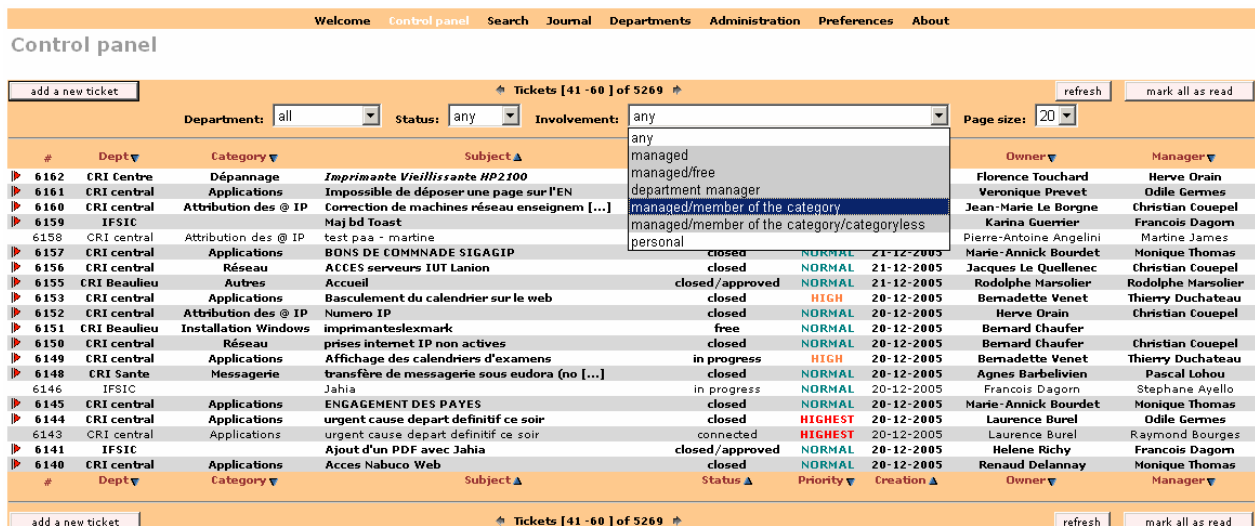 Welcome Control panel Search Journal Departments Administration Preferences About
Control panel
add a new ticket Tickets [41 -60 ] of 5269 refresh mark all as read
Department: all Status: any Involvement: any Page size: 20
any
managed
managed/free
department manager
managed/member of the category
managed/member of the category/categoryless
personal
# Dept Category Subject Owner Manager
6162 CRI Centre Dépannage Imprimante Vieillissante HP2100 Florence Touchard Herve Orain
6161 CRI central Applications Impossible de déposer une page sur l'EN Veronique Prevet Odile Germes
6160 CRI central Attribution des @ IP Correction de machines réseau enseignem [...] Jean-Marie Le Borgne Christian Couepel
6159 IFSIC Maj bd Toast Karina Guerrier Francois Dagorn
6158 CRI central Attribution des @ IP test paa - martine Pierre-Antoine Angelini Martine James
6157 CRI central Applications BONS DE COMMNADE SIGAGIP closed NORMAL 21-12-2005 Marie-Annick Bourdet Monique Thomas
6156 CRI central Réseau ACCES serveurs IUT Lanion closed NORMAL 21-12-2005 Jacques Le Quellenec Christian Couepel
6155 CRI Beaulieu Autres Accueil closed/approved NORMAL 21-12-2005 Rodolphe Marsolier Rodolphe Marsolier
6153 CRI central Applications Basculement du calendrier sur le web closed HIGH 20-12-2005 Bernadette Venet Thierry Duchateau
6152 CRI central Attribution des @ IP Numero IP closed NORMAL 20-12-2005 Herve Orain Christian Couepel
6151 CRI Beaulieu Installation Windows imprimanteslexmark free NORMAL 20-12-2005 Bernard Chaufer
6150 CRI central Réseau prises internet IP non actives closed NORMAL 20-12-2005 Bernard Chaufer Christian Couepel
6149 CRI central Applications Affichage des calendriers d'examens in progress HIGH 20-12-2005 Bernadette Venet Thierry Duchateau
6148 CRI Sante Messagerie transfère de messagerie sous eudora (no [...] closed NORMAL 20-12-2005 Agnes Barbelivien Pascal Lohou
6146 IFSIC Jahia in progress NORMAL 20-12-2005 Francois Dagorn Stephane Ayello
6145 CRI central Applications ENGAGEMENT DES PAYES closed NORMAL 20-12-2005 Marie-Annick Bourdet Monique Thomas
6144 CRI central Applications urgent cause depart definitif ce soir closed HIGHEST 20-12-2005 Laurence Burel Odile Germes
6143 CRI central Applications urgent cause depart definitif ce soir connected HIGHEST 20-12-2005 Laurence Burel Raymond Bourges
6141 IFSIC Ajout d'un PDF avec Jahia closed/approved NORMAL 20-12-2005 Helene Richy Francois Dagorn
6140 CRI central Applications Acces Nabuco Web closed NORMAL 20-12-2005 Renaud Delannay Monique Thomas
# Dept Category Subject Status Priority Creation Owner Manager
add a new ticket Tickets [41 -60 ] of 5269 refresh mark all as read